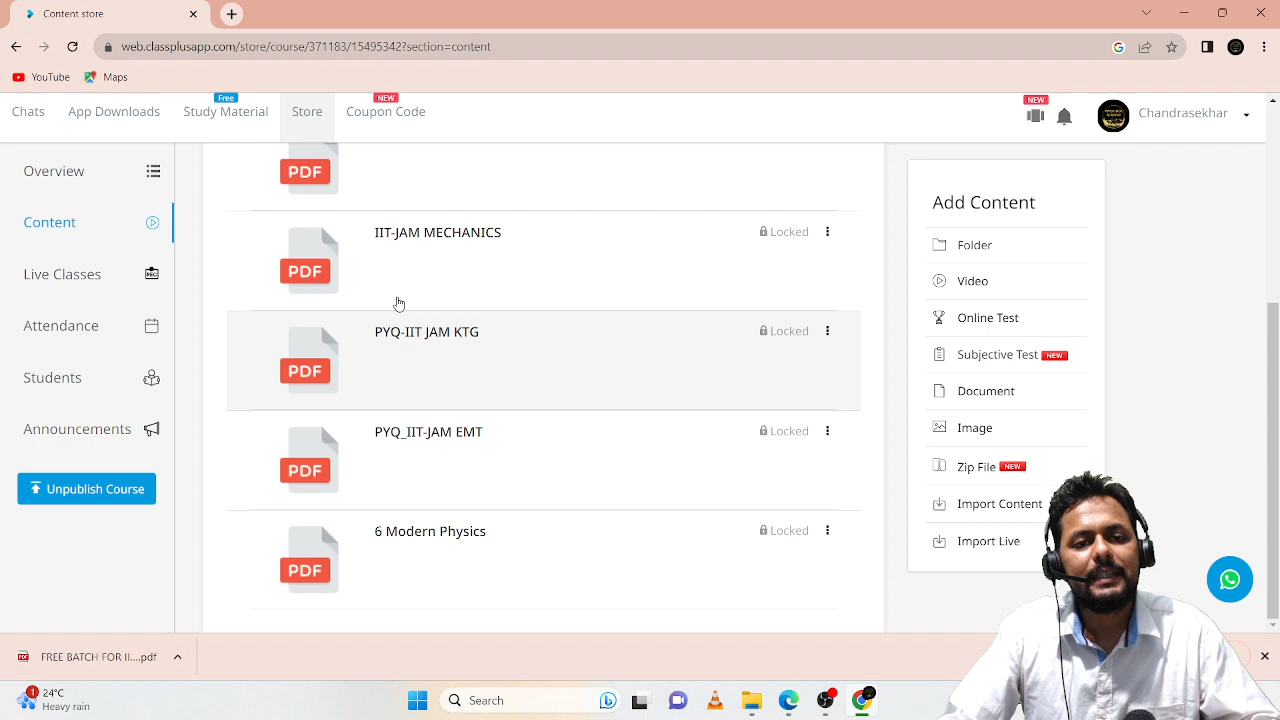 Content store
web.classplusapp.com/store/course/371183/15495342?section=content
YouTube
Maps
Free
NEW
NEW
Chats
App Downloads
Study Material
Store
Coupon Code
Chandrasekhar
Overview
Content
Live Classes
Attendance
Students
Announcements
Unpublish Course
PDF
IIT-JAM MECHANICS
Locked
PDF
PYQ-IIT JAM KTG
Locked
PDF
PYQ_IIT-JAM EMT
Locked
PDF
6 Modern Physics
Locked
PDF
Add Content
Folder
Video
Online Test
Subjective Test NEW
Document
Image
Zip File NEW
Import Content
Import Live
FREE BATCH FOR II....pdf
1
24°C
Heavy rain
Search